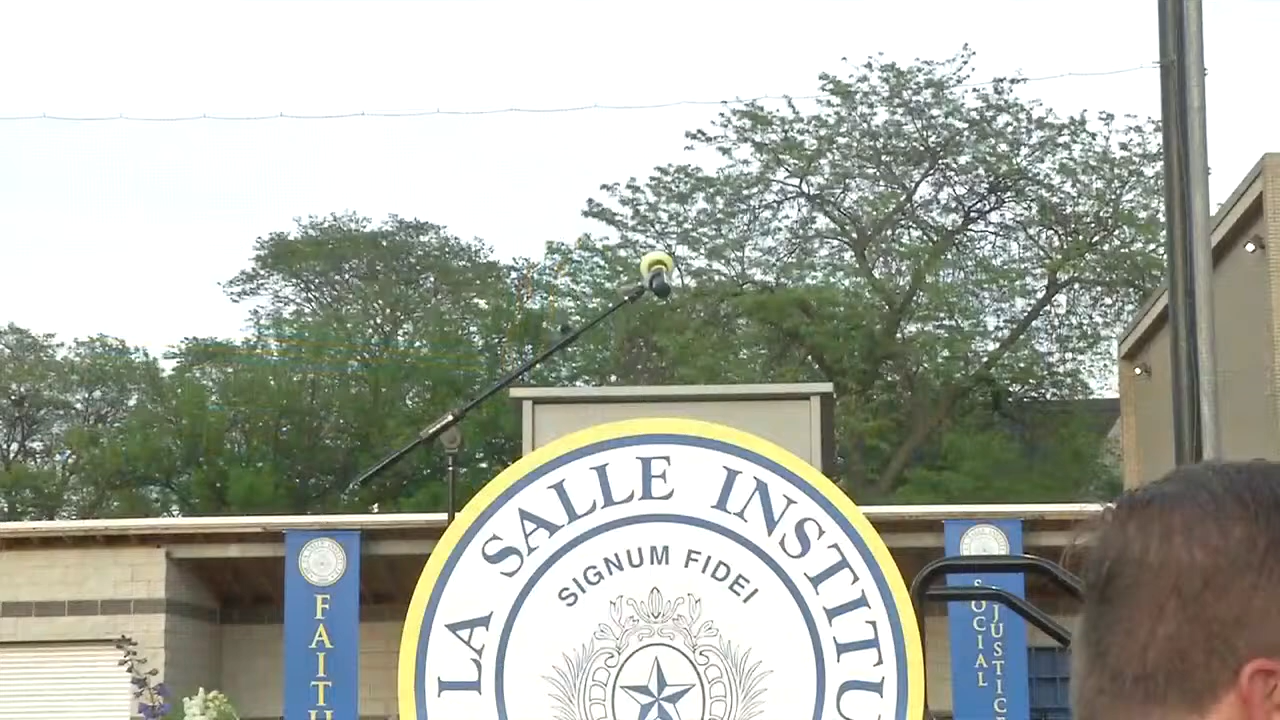 LA SALLE INSTITU
SIGNUM FIDEI
FAITH
SOCIAL
JUSTICE